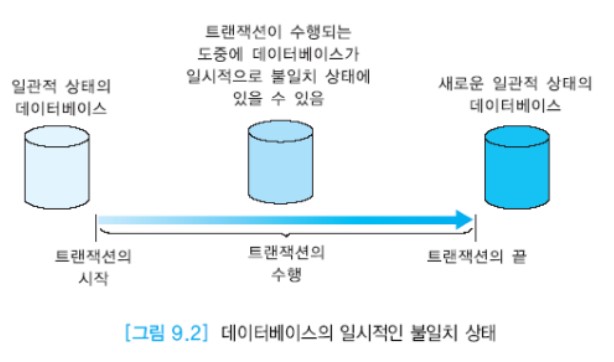 트랜잭션이 수행되는
도중에 데이터베이스가
일시적으로 불일치 상태에
있을 수 있음
일관적 상태의
데이터베이스
새로운 일관적 상태의
데이터베이스
트랜잭션의
시작
트랜잭션의
수행
트랜잭션의 끝
[그림 9.2] 데이터베이스의 일시적인 불일치 상태